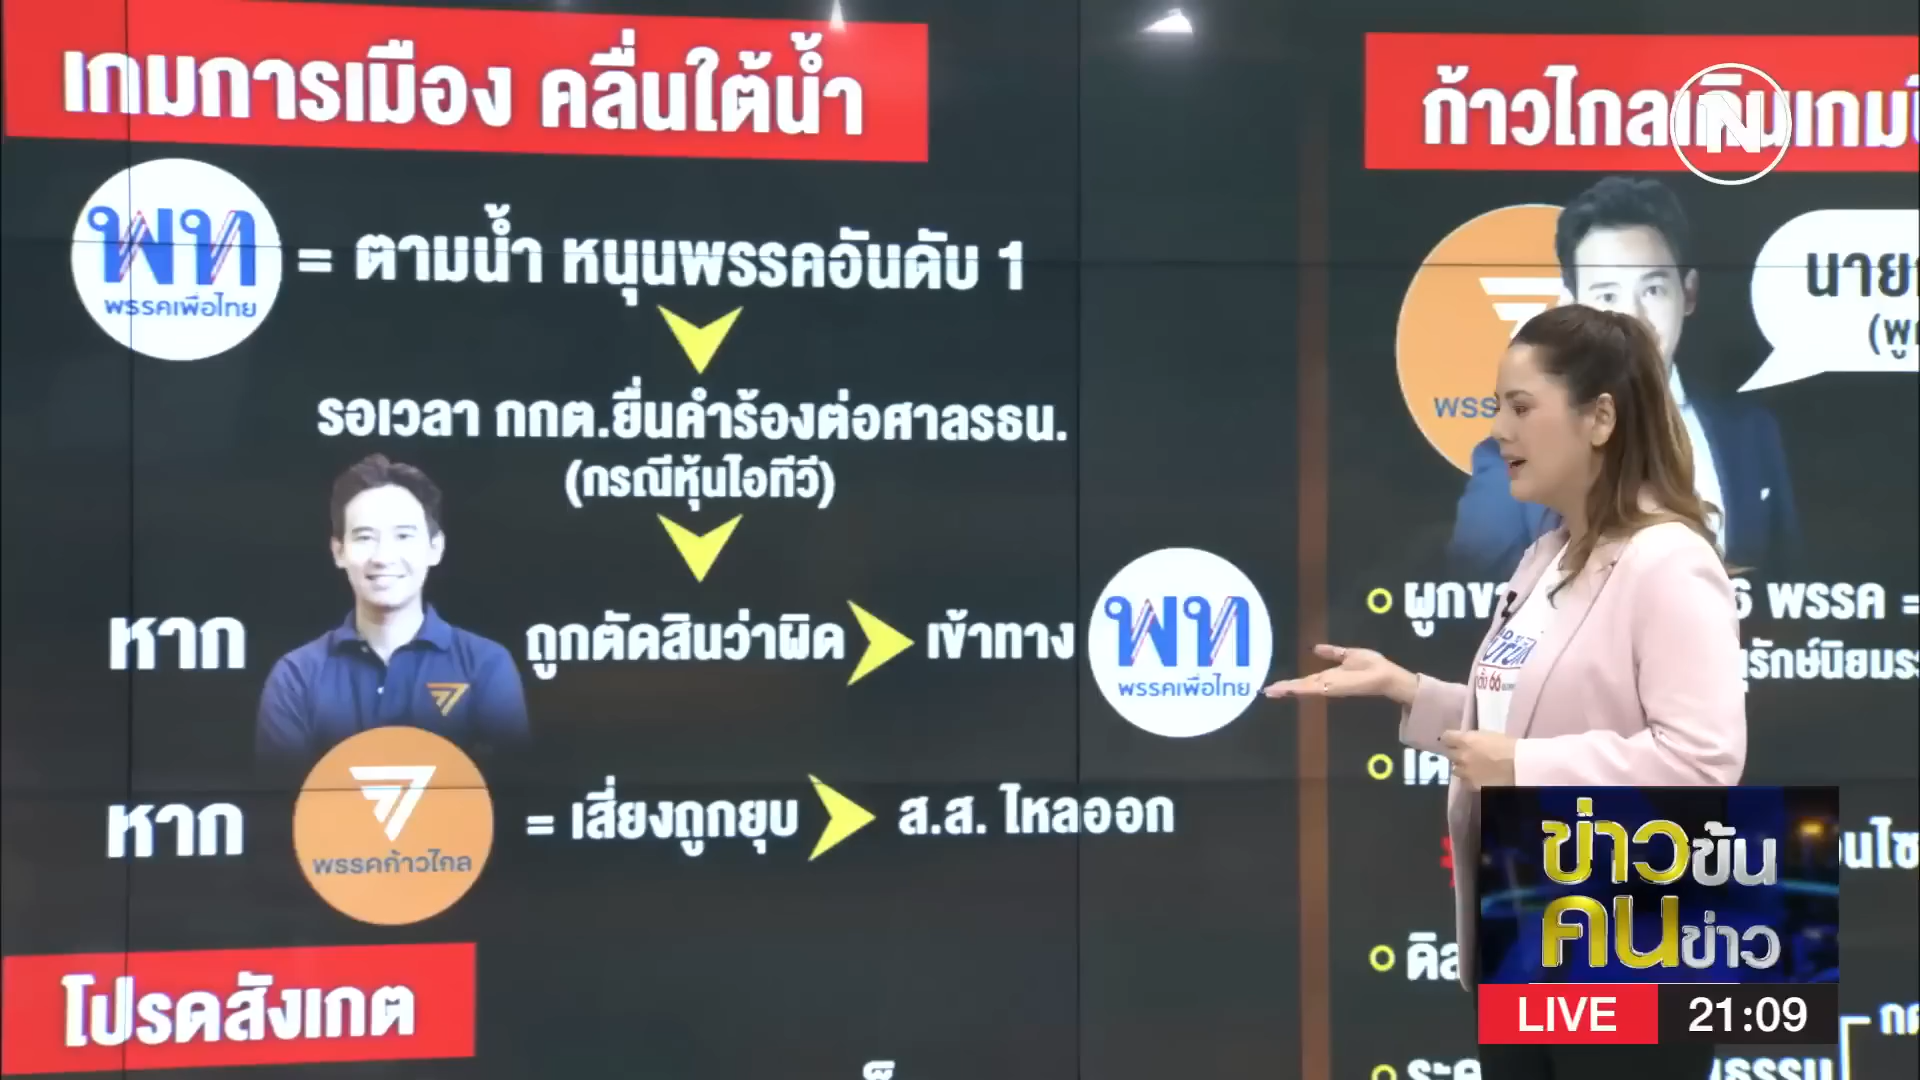 เกมการเมือง คลื่นใต้น้ำ
พท
พรรคเพื่อไทย
= ตามน้ำ หนุนพรรคอันดับ 1
รอเวลา กกต.ยื่นคำร้องต่อศาลรธน.
(กรณีหุ้นไอทีวี)
หาก
ถูกตัดสินว่าผิด
เข้าทาง
พท
พรรคเพื่อไทย
หาก
พรรคก้าวไกล
= เสี่ยงถูกยุบ
ส.ส. ไหลออก
โปรดสังเกต
ก้าวไกลเดินเกม
N
นาย
พรร
6 พรรค =
ข่าวข้น
คนข่าว
LIVE 21:09